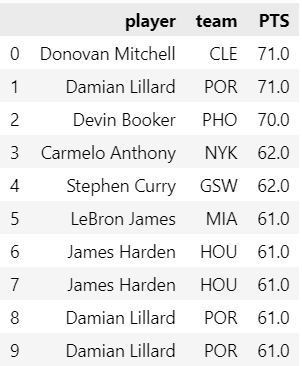 player team PTS
0 Donovan Mitchell CLE 71.0
1 Damian Lillard POR 71.0
2 Devin Booker PHO 70.0
3 Carmelo Anthony NYK 62.0
4 Stephen Curry GSW 62.0
5 LeBron James MIA 61.0
6 James Harden HOU 61.0
7 James Harden HOU 61.0
8 Damian Lillard POR 61.0
9 Damian Lillard POR 61.0